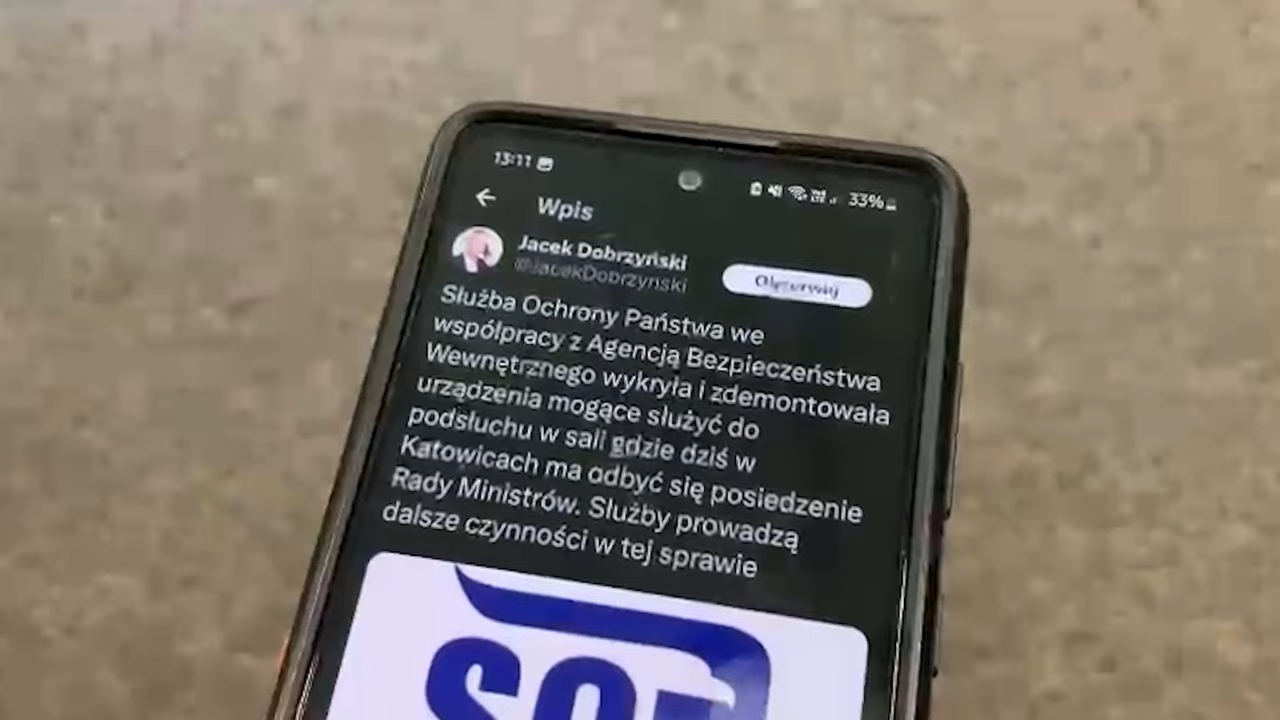 13:11
33%
Wpis
Jacek Dobrzyński
@JacekDobrzynski
Służba Ochrony Państwa we
współpracy z Agencją Bezpieczeństwa
Wewnętrznego wykryła i zdemontowała
urządzenia mogące służyć do
podsłuchu w sali gdzie dziś w
Katowicach ma odbyć się posiedzenie
Rady Ministrów. Służby prowadzą
dalsze czynności w tej sprawie